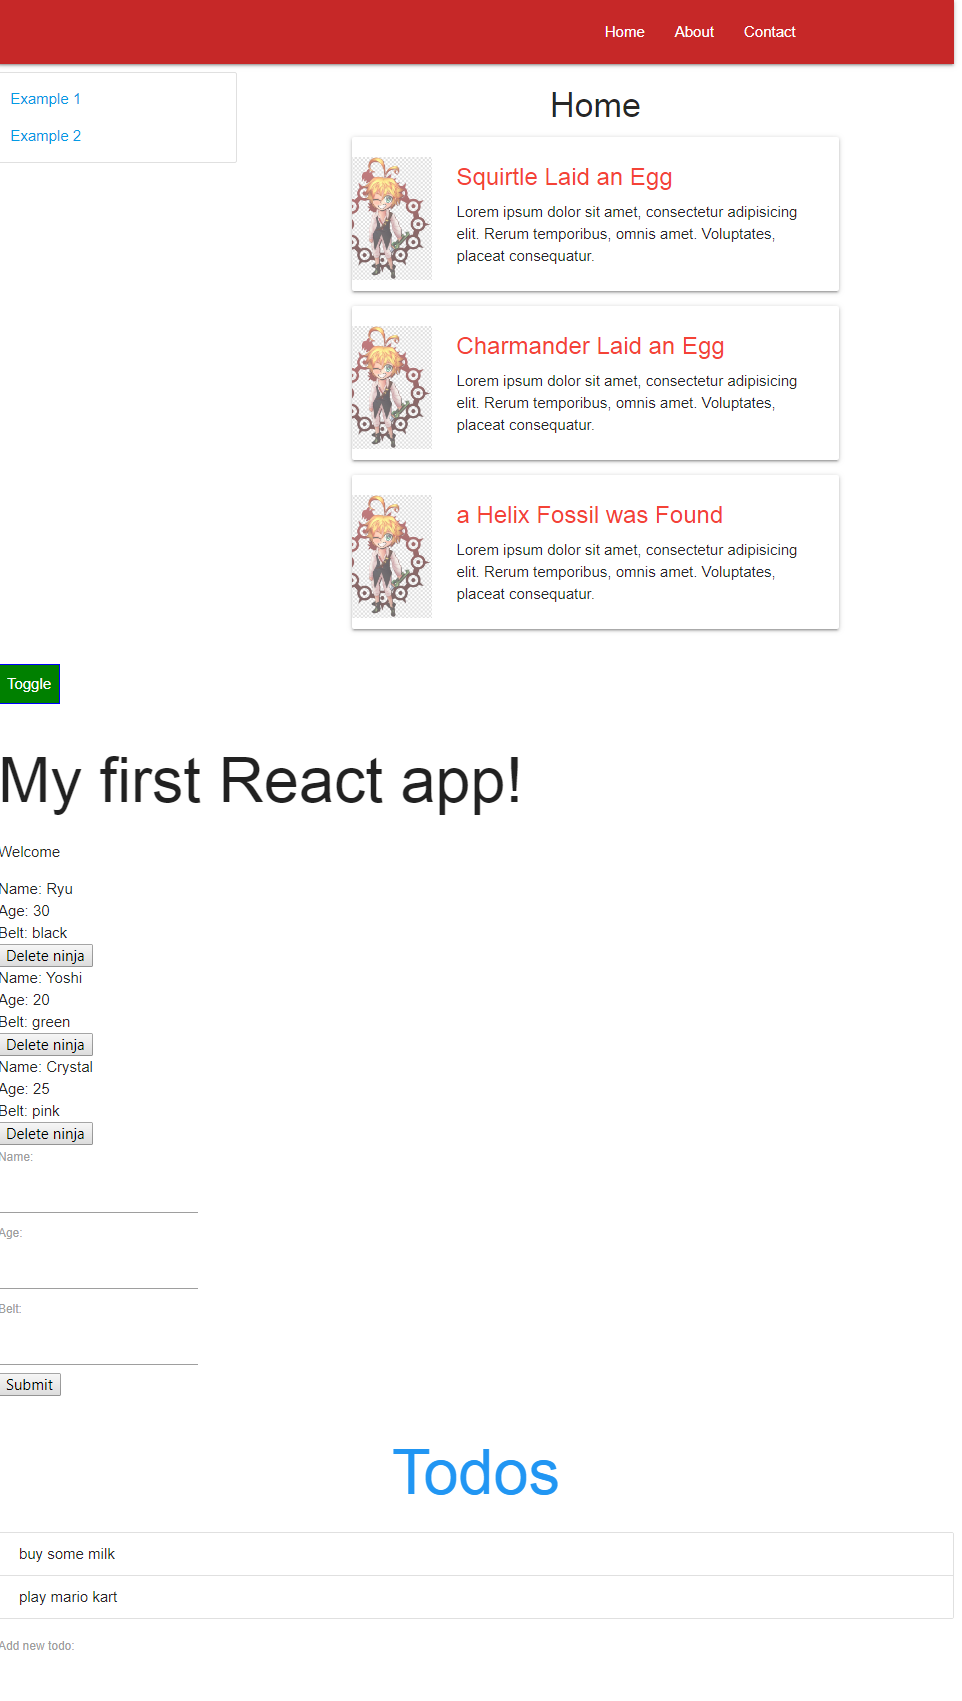 Home About Contact
Example 1
Example 2
Home
Squirtle Laid an Egg
Lorem ipsum dolor sit amet, consectetur adipisicing
elit. Rerum temporibus, omnis amet. Voluptates,
placeat consequatur.
Charmander Laid an Egg
Lorem ipsum dolor sit amet, consectetur adipisicing
elit. Rerum temporibus, omnis amet. Voluptates,
placeat consequatur.
a Helix Fossil was Found
Lorem ipsum dolor sit amet, consectetur adipisicing
elit. Rerum temporibus, omnis amet. Voluptates,
placeat consequatur.
Toggle
My first React app!
Welcome
Name: Ryu
Age: 30
Belt: black
Delete ninja
Name: Yoshi
Age: 20
Belt: green
Delete ninja
Name: Crystal
Age: 25
Belt: pink
Delete ninja
Name:
Age:
Belt:
Submit
Todos
buy some milk
play mario kart
Add new todo: